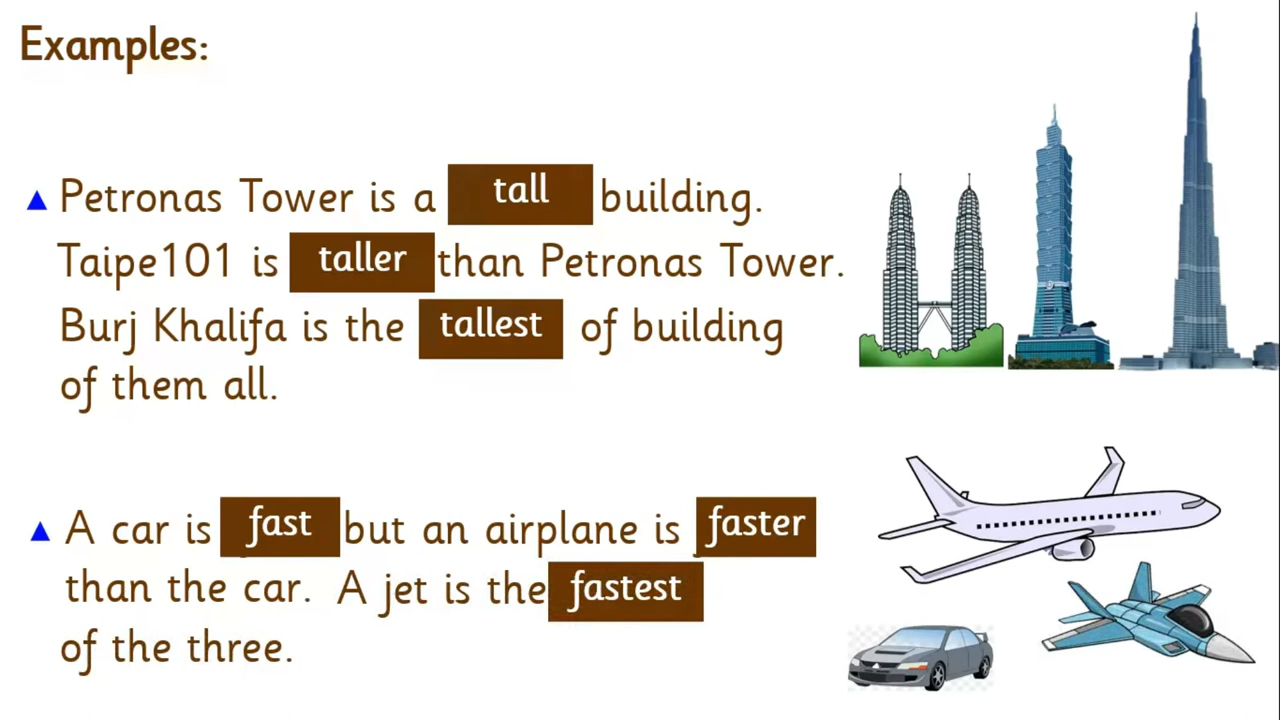 Examples:
▲ Petronas Tower is a tall building.
Taipe101 is taller than Petronas Tower.
Burj Khalifa is the tallest of building
of them all.
▲ A car is fast but an airplane is faster
than the car. A jet is the fastest
of the three.